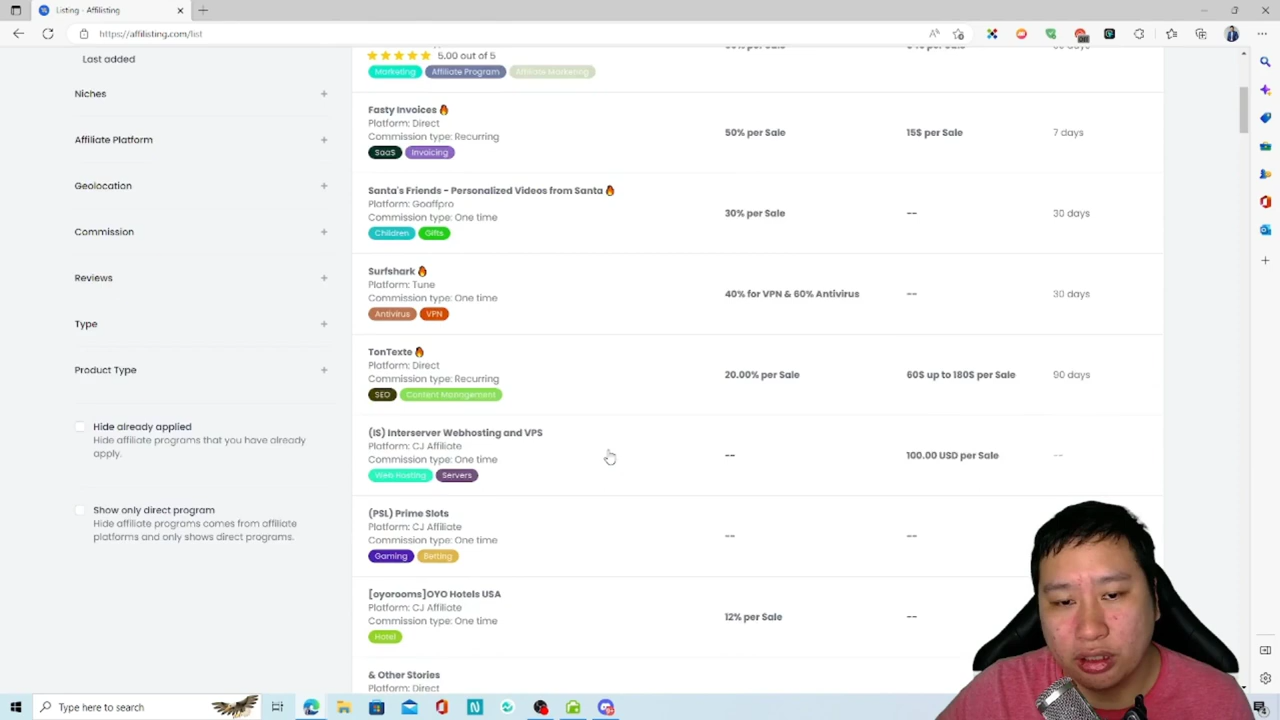 Listing - Affilisting
https://affilisting.com/list
Last added
Niches
Affiliate Platform
Geolocation
Commission
Reviews
Type
Product Type
Hide already applied
Hide affiliate programs that you have already
apply.
Show only direct program
Hide affiliate programs comes from affiliate
platforms and only shows direct programs.
5.00 out of 5
Marketing Affiliate Program Affiliate Marketing
Fasty Invoices
Platform: Direct
Commission type: Recurring
SaaS Invoicing
50% per Sale 15$ per Sale 7 days
Santa's Friends - Personalized Videos from Santa
Platform: Goaffpro
Commission type: One time
Children Gifts
30% per Sale -- 30 days
Surfshark
Platform: Tune
Commission type: One time
Antivirus VPN
40% for VPN & 60% Antivirus -- 30 days
TonTexte
Platform: Direct
Commission type: Recurring
SEO Content Management
20.00% per Sale 60$ up to 180$ per Sale 90 days
(IS) Interserver Webhosting and VPS
Platform: CJ Affiliate
Commission type: One time
Web Hosting Servers
-- 100.00 USD per Sale --
(PSL) Prime Slots
Platform: CJ Affiliate
Commission type: One time
Gaming Betting
-- --
[oyorooms]OYO Hotels USA
Platform: CJ Affiliate
Commission type: One time
Hotel
12% per Sale --
& Other Stories
Platform: Direct
Type here to search